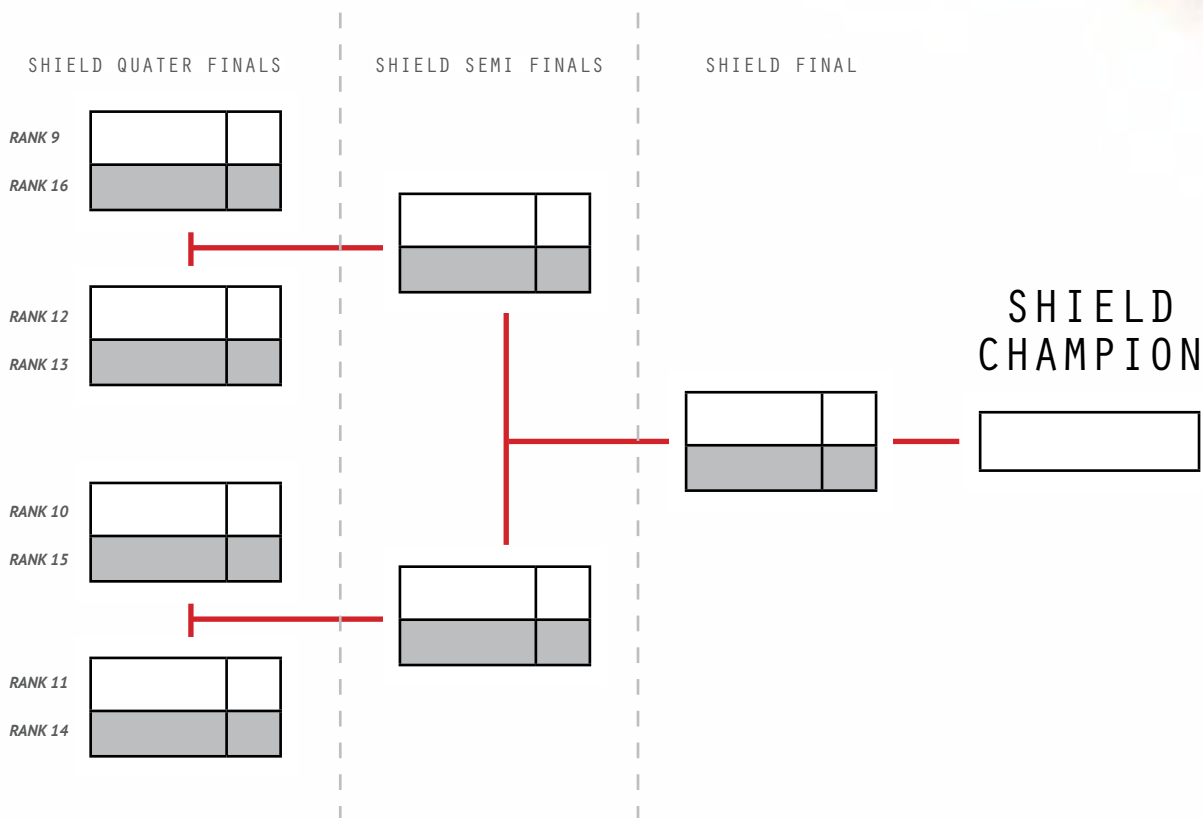 SHIELD QUATER FINALS
SHIELD SEMI FINALS
SHIELD FINAL
RANK 9
RANK 16
RANK 12
RANK 13
SHIELD
CHAMPION
RANK 10
RANK 15
RANK 11
RANK 14